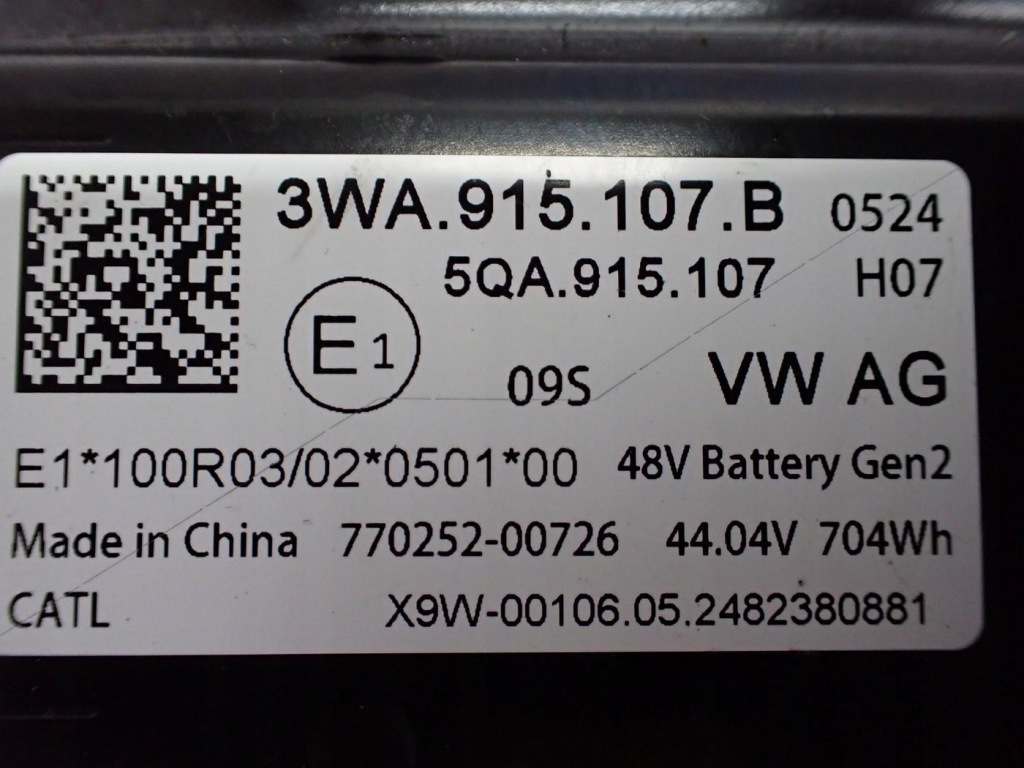 3WA.915.107.B 0524
5QA.915.107 H07
E1 09S VW AG
E1*100R03/02*0501*00 48V Battery Gen2
Made in China 770252-00726 44.04V 704Wh
CATL X9W-00106.05.2482380881